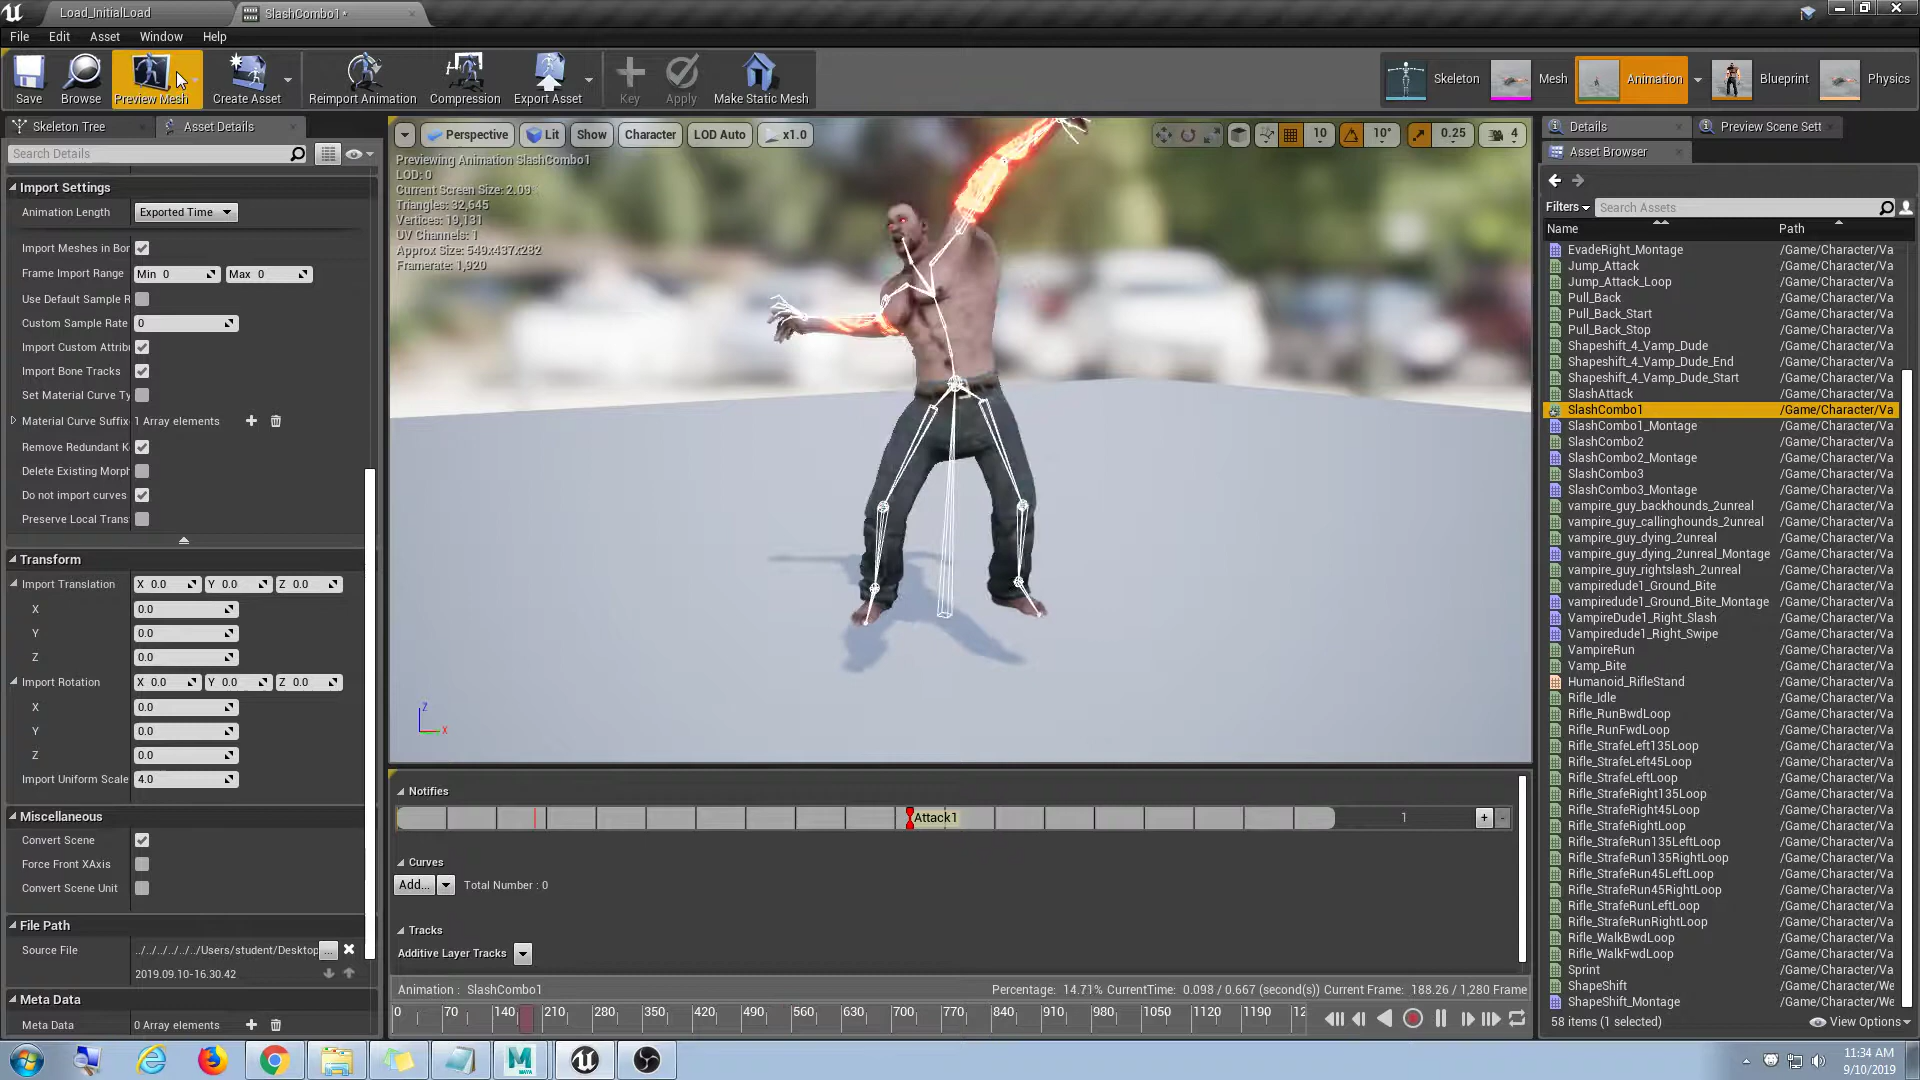 Load_InitialLoad
SlashCombo1*
File Edit Asset Window Help
Save Browse Preview Mesh Create Asset Reimport Animation Compression Export Asset Key Apply Make Static Mesh
Skeleton Mesh Animation Blueprint Physics
Skeleton Tree Asset Details
Search Details
Import Settings
Animation Length Exported Time
Import Meshes in Bor
Frame Import Range Min 0 Max 0
Use Default Sample R
Custom Sample Rate 0
Import Custom Attrib
Import Bone Tracks
Set Material Curve Ty
Material Curve Suffix 1 Array elements
Remove Redundant K
Delete Existing Morph
Do not import curves
Preserve Local Trans
Transform
Import Translation X 0.0 Y 0.0 Z 0.0
X 0.0
Y 0.0
Z 0.0
Import Rotation X 0.0 Y 0.0 Z 0.0
X 0.0
Y 0.0
Z 0.0
Import Uniform Scale 4.0
Miscellaneous
Convert Scene
Force Front XAxis
Convert Scene Unit
File Path
Source File ../../../../../../Users/student/Desktop ...
2019.09.10-16.30.42
Meta Data
Meta Data 0 Array elements
Perspective Lit Show Character LOD Auto x1.0
10 10° 0.25 4
Previewing Animation SlashCombo1
LOD: 0
Current Screen Size: 2.09
Triangles: 32,645
Vertices: 19,131
UV Channels: 1
Approx Size: 549x437x282
Framerate: 1,920
Z
X
Notifies
Attack1 1
Curves
Add... Total Number : 0
Tracks
Additive Layer Tracks
Animation : SlashCombo1 Percentage: 14.71% CurrentTime: 0.098 / 0.667 (second(s)) Current Frame: 188.26 / 1,280 Frame
0 70 140 210 280 350 420 490 560 630 700 770 840 910 980 1050 1120 1190 12
Details Preview Scene Sett
Asset Browser
Filters Search Assets
Name Path
EvadeRight_Montage /Game/Character/Va
Jump_Attack /Game/Character/Va
Jump_Attack_Loop /Game/Character/Va
Pull_Back /Game/Character/Va
Pull_Back_Start /Game/Character/Va
Pull_Back_Stop /Game/Character/Va
Shapeshift_4_Vamp_Dude /Game/Character/Va
Shapeshift_4_Vamp_Dude_End /Game/Character/Va
Shapeshift_4_Vamp_Dude_Start /Game/Character/Va
SlashAttack /Game/Character/Va
SlashCombo1 /Game/Character/Va
SlashCombo1_Montage /Game/Character/Va
SlashCombo2 /Game/Character/Va
SlashCombo2_Montage /Game/Character/Va
SlashCombo3 /Game/Character/Va
SlashCombo3_Montage /Game/Character/Va
vampire_guy_backhounds_2unreal /Game/Character/Va
vampire_guy_callinghounds_2unreal /Game/Character/Va
vampire_guy_dying_2unreal /Game/Character/Va
vampire_guy_dying_2unreal_Montage /Game/Character/Va
vampire_guy_rightslash_2unreal /Game/Character/Va
vampiredude1_Ground_Bite /Game/Character/Va
vampiredude1_Ground_Bite_Montage /Game/Character/Va
VampireDude1_Right_Slash /Game/Character/Va
Vampiredude1_Right_Swipe /Game/Character/Va
VampireRun /Game/Character/Va
Vamp_Bite /Game/Character/Va
Humanoid_RifleStand /Game/Character/Va
Rifle_Idle /Game/Character/Va
Rifle_RunBwdLoop /Game/Character/Va
Rifle_RunFwdLoop /Game/Character/Va
Rifle_StrafeLeft135Loop /Game/Character/Va
Rifle_StrafeLeft45Loop /Game/Character/Va
Rifle_StrafeLeftLoop /Game/Character/Va
Rifle_StrafeRight135Loop /Game/Character/Va
Rifle_StrafeRight45Loop /Game/Character/Va
Rifle_StrafeRightLoop /Game/Character/Va
Rifle_StrafeRun135LeftLoop /Game/Character/Va
Rifle_StrafeRun135RightLoop /Game/Character/Va
Rifle_StrafeRun45LeftLoop /Game/Character/Va
Rifle_StrafeRun45RightLoop /Game/Character/Va
Rifle_StrafeRunLeftLoop /Game/Character/Va
Rifle_StrafeRunRightLoop /Game/Character/Va
Rifle_WalkBwdLoop /Game/Character/Va
Rifle_WalkFwdLoop /Game/Character/Va
Sprint /Game/Character/Va
ShapeShift /Game/Character/We
ShapeShift_Montage /Game/Character/We
58 items (1 selected) View Options
11:34 AM
9/10/2019